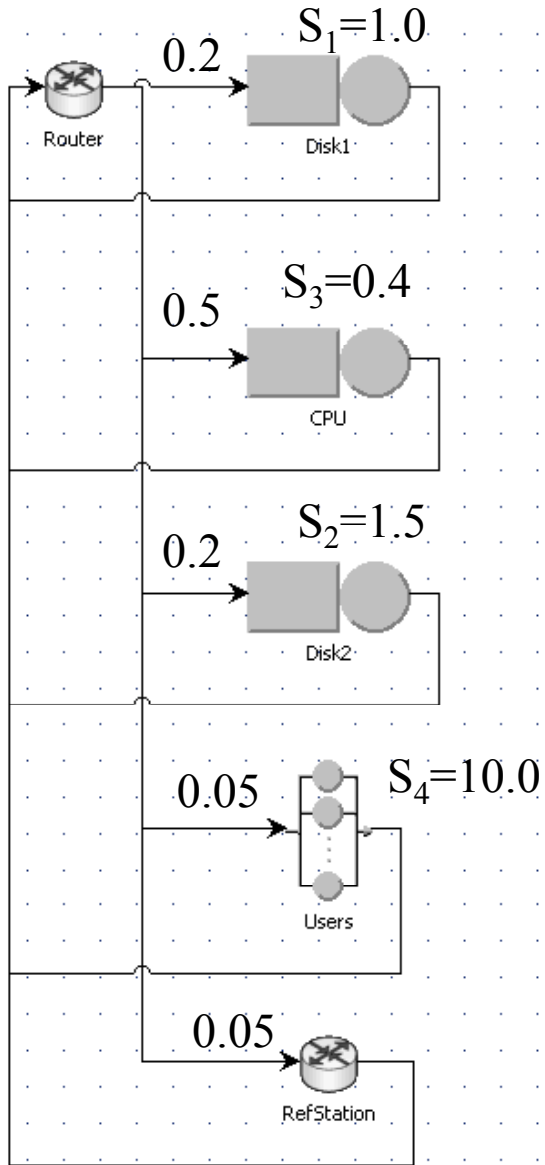 S₁=1.0
0.2
Router
Disk1
S₃=0.4
0.5
CPU
S₂=1.5
0.2
Disk2
S₄=10.0
0.05
Users
0.05
RefStation